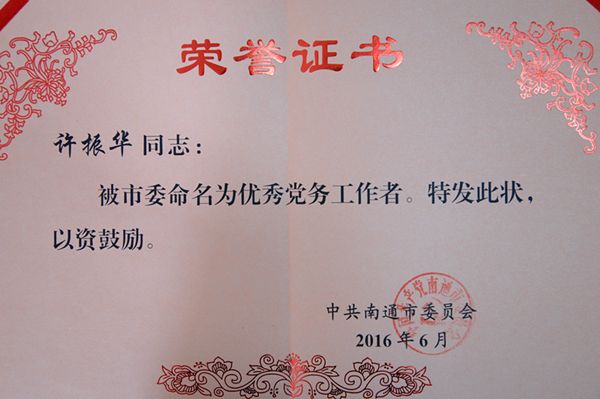 荣誉证书
许振华同志：
被市委命名为优秀党务工作者。特发此状，
以资鼓励。
中共南通市委员会
2016年6月